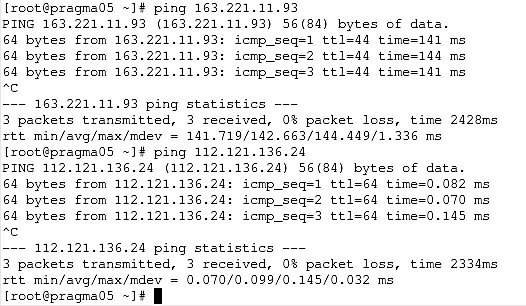 [root@pragma05 ~]# ping 163.221.11.93
PING 163.221.11.93 (163.221.11.93) 56(84) bytes of data.
64 bytes from 163.221.11.93: icmp_seq=1 ttl=44 time=141 ms
64 bytes from 163.221.11.93: icmp_seq=2 ttl=44 time=144 ms
64 bytes from 163.221.11.93: icmp_seq=3 ttl=44 time=141 ms
^C
--- 163.221.11.93 ping statistics ---
3 packets transmitted, 3 received, 0% packet loss, time 2428ms
rtt min/avg/max/mdev = 141.719/142.663/144.449/1.336 ms
[root@pragma05 ~]# ping 112.121.136.24
PING 112.121.136.24 (112.121.136.24) 56(84) bytes of data.
64 bytes from 112.121.136.24: icmp_seq=1 ttl=64 time=0.082 ms
64 bytes from 112.121.136.24: icmp_seq=2 ttl=64 time=0.070 ms
64 bytes from 112.121.136.24: icmp_seq=3 ttl=64 time=0.145 ms
^C
--- 112.121.136.24 ping statistics ---
3 packets transmitted, 3 received, 0% packet loss, time 2334ms
rtt min/avg/max/mdev = 0.070/0.099/0.145/0.032 ms
[root@pragma05 ~]#